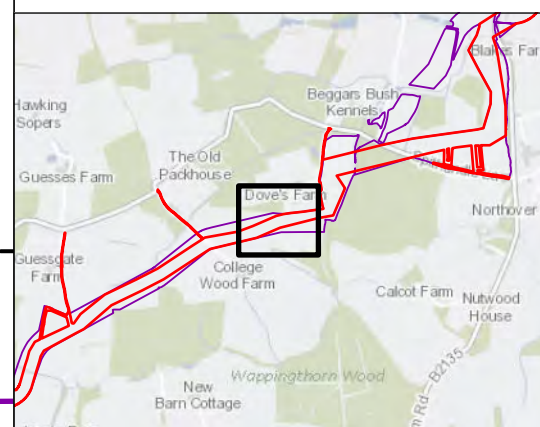 Blakes Far
Beggars Bush
Kennels
Hawking
Sopers
The Old
Packhouse
Guesses Farm
Dove's Farm
Northover
Guessgate
Farm
College
Wood Farm
Calcot Farm
Nutwood
House
Wappingthorn Wood
m Rd – B2135
New
Barn Cottage